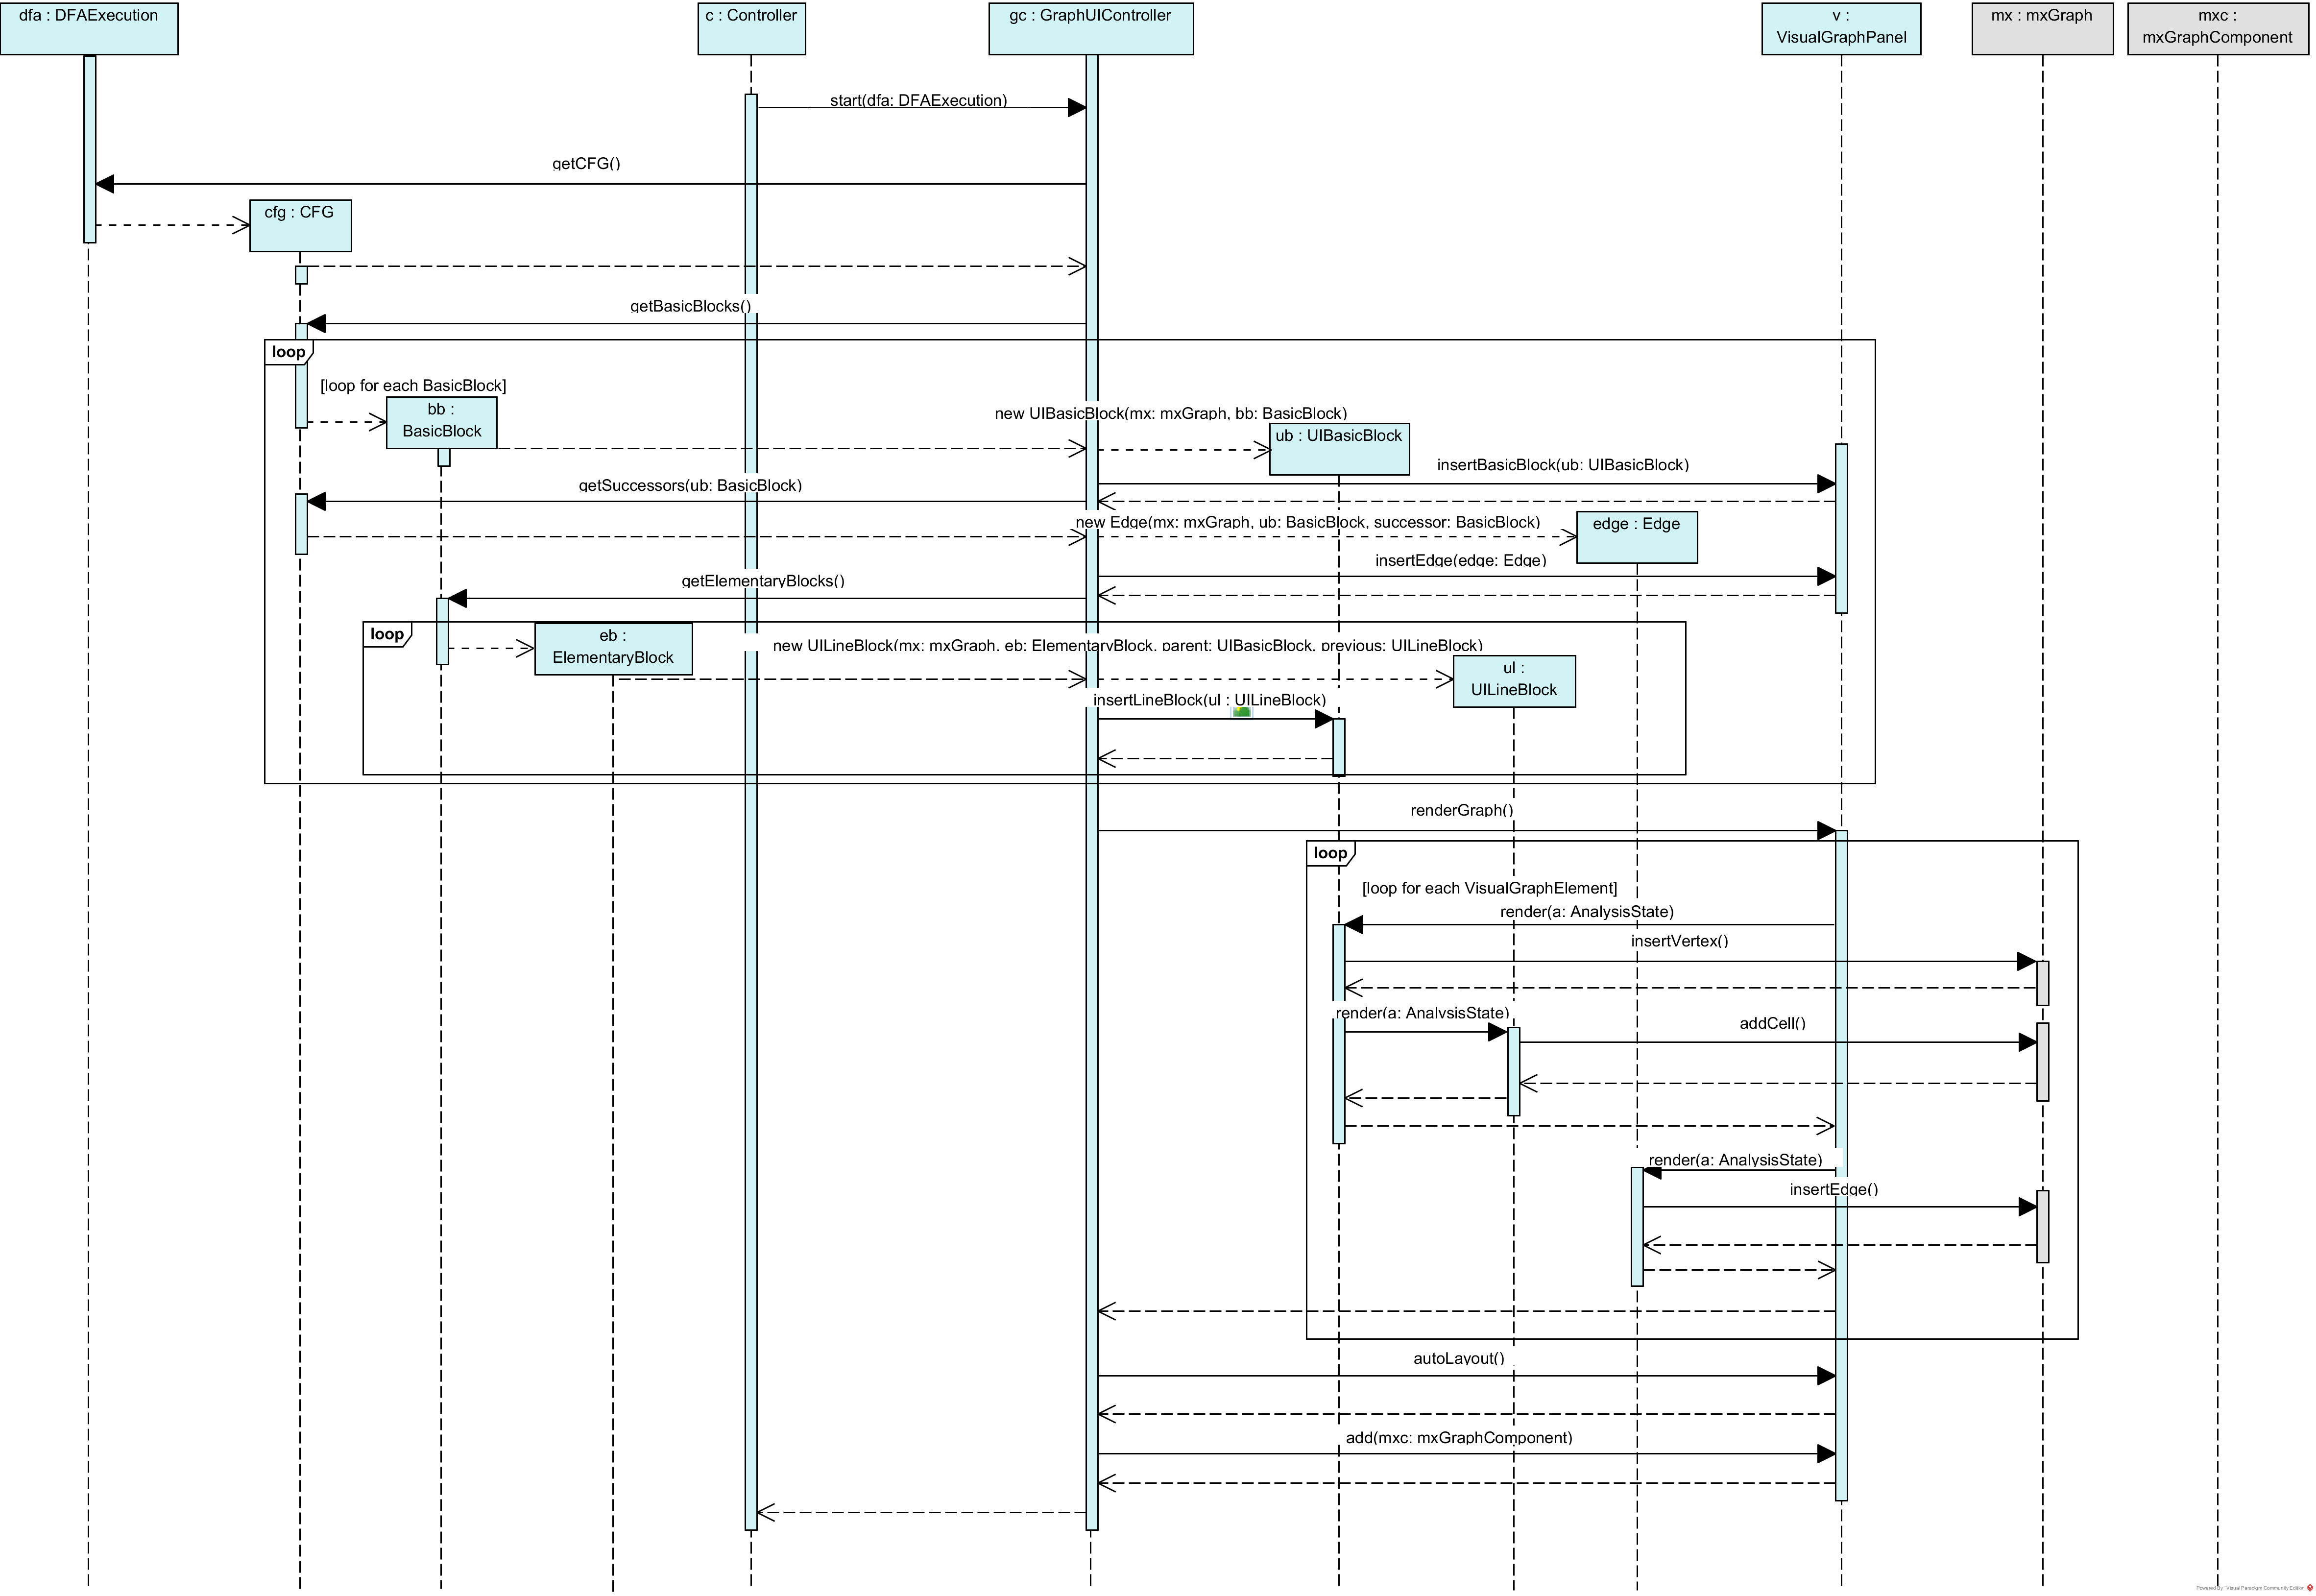 dfa : DFAExecution
c : Controller
gc : GraphUIController
v :
VisualGraphPanel
mx : mxGraph
mxc :
mxGraphComponent
start(dfa: DFAExecution)
getCFG()
cfg : CFG
getBasicBlocks()
loop
[loop for each BasicBlock]
bb :
BasicBlock
new UIBasicBlock(mx: mxGraph, bb: BasicBlock)
ub : UIBasicBlock
insertBasicBlock(ub: UIBasicBlock)
getSuccessors(ub: BasicBlock)
new Edge(mx: mxGraph, ub: BasicBlock, successor: BasicBlock)
edge : Edge
insertEdge(edge: Edge)
getElementaryBlocks()
loop
eb :
ElementaryBlock
new UILineBlock(mx: mxGraph, eb: ElementaryBlock, parent: UIBasicBlock, previous: UILineBlock)
ul :
UILineBlock
insertLineBlock(ul : UILineBlock)
renderGraph()
loop
[loop for each VisualGraphElement]
render(a: AnalysisState)
insertVertex()
render(a: AnalysisState)
addCell()
render(a: AnalysisState)
insertEdge()
autoLayout()
add(mxc: mxGraphComponent)
Powered By Visual Paradigm Community Edition